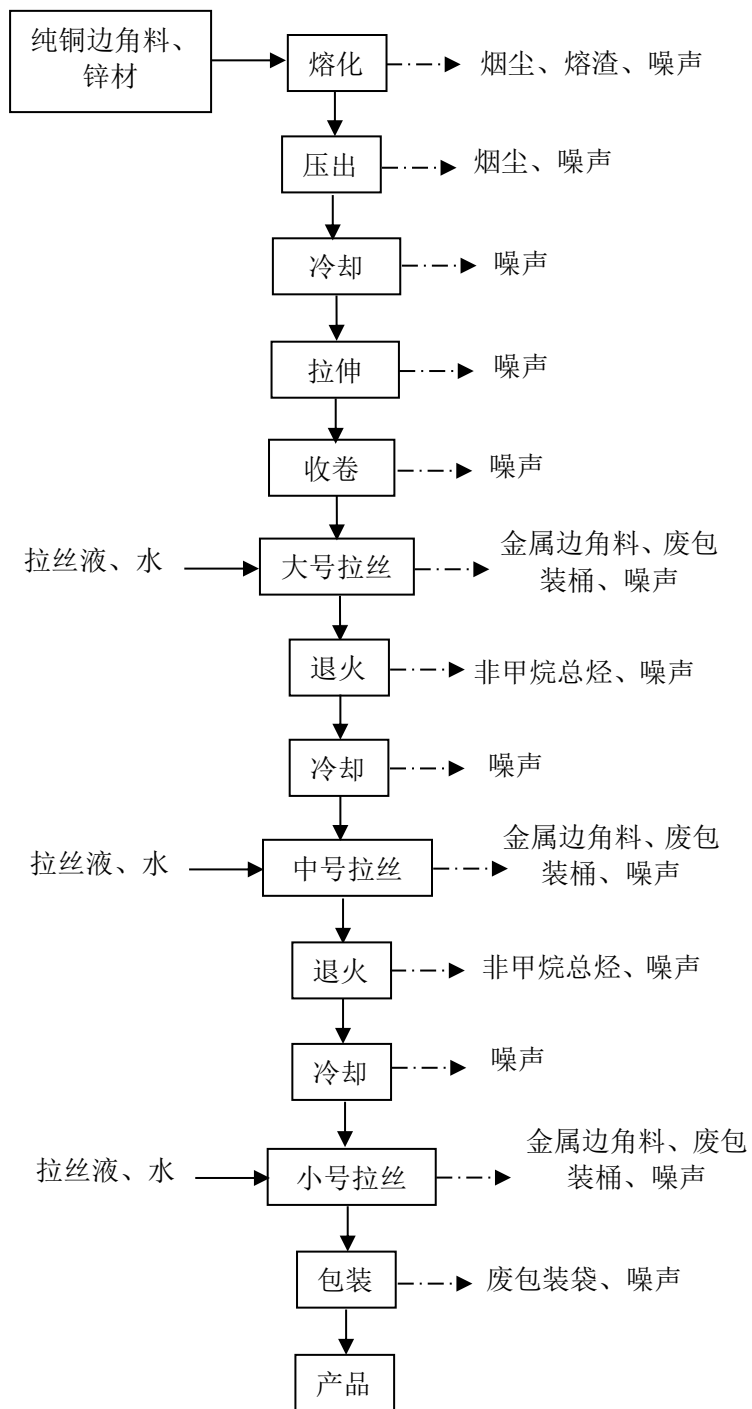 纯铜边角料、
锌材
熔化
烟尘、熔渣、噪声
压出
烟尘、噪声
冷却
噪声
拉伸
噪声
收卷
噪声
拉丝液、水
大号拉丝
金属边角料、废包
装桶、噪声
退火
非甲烷总烃、噪声
冷却
噪声
拉丝液、水
中号拉丝
金属边角料、废包
装桶、噪声
退火
非甲烷总烃、噪声
冷却
噪声
拉丝液、水
小号拉丝
金属边角料、废包
装桶、噪声
包装
废包装袋、噪声
产品